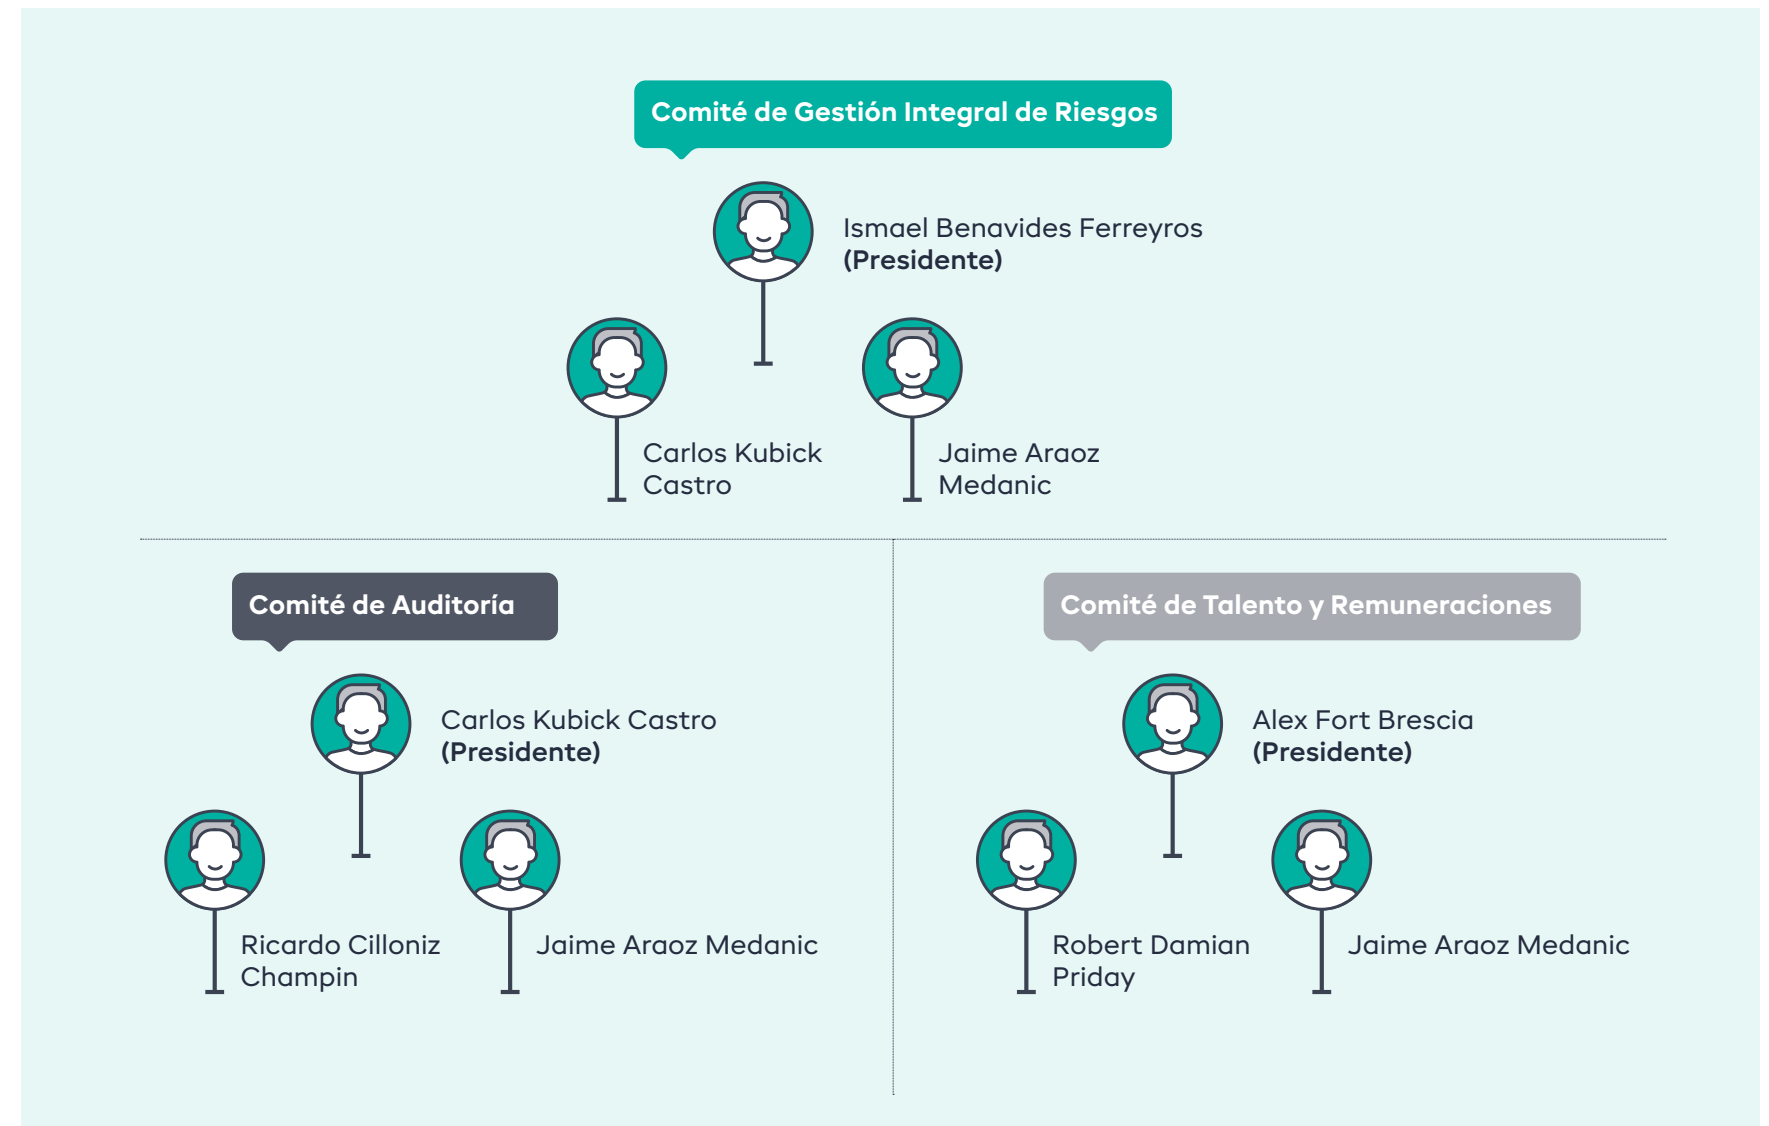 Comité de Gestión Integral de Riesgos
Ismael Benavides Ferreyros
(Presidente)
Carlos Kubick
Castro
Jaime Araoz
Medanic
Comité de Auditoría
Carlos Kubick Castro
(Presidente)
Ricardo Cilloniz
Champin
Jaime Araoz Medanic
Comité de Talento y Remuneraciones
Alex Fort Brescia
(Presidente)
Robert Damian
Priday
Jaime Araoz Medanic